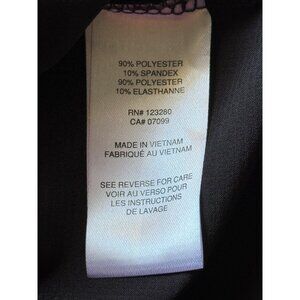 90% POLYESTER
10% SPANDEX
90% POLYESTER
10% ELASTHANNE
RN# 123280
CA# 07099
MADE IN VIETNAM
FABRIQUÉ AU VIETNAM
SEE REVERSE FOR CARE
VOIR AU VERSO POUR
LES INSTRUCTIONS
DE LAVAGE